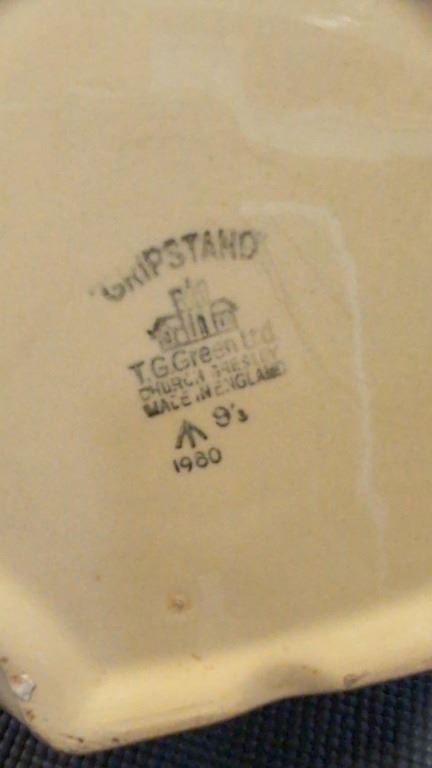 "GRIPSTAND"
T.G.Green Ltd
CHURCH GRESLEY
MADE IN ENGLAND
9's
1980